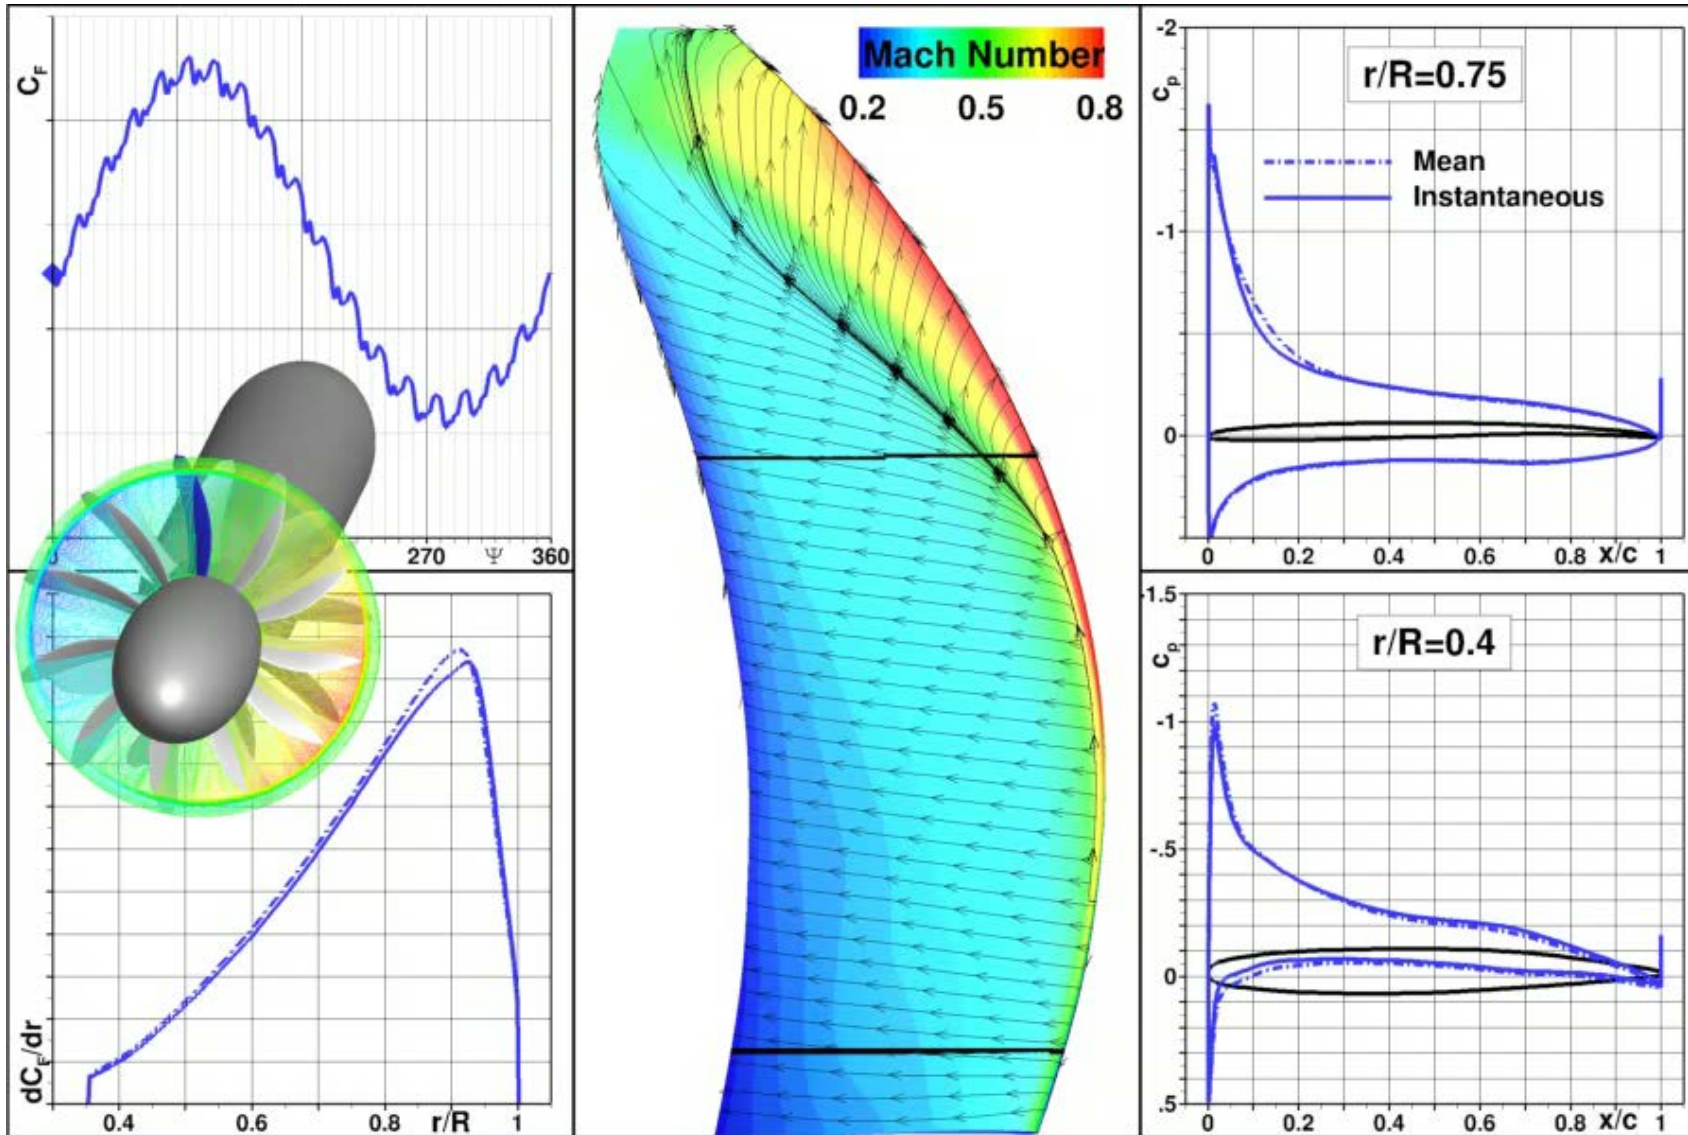 C_F
270 Ψ 360
dC_F/dr
0.4 0.6 0.8 r/R 1
Mach Number
0.2 0.5 0.8
-2
C_p
r/R=0.75
-1
Mean
Instantaneous
0
0 0.2 0.4 0.6 0.8 x/c 1
-1.5
C_p
r/R=0.4
-1
-.5
0
.5
0 0.2 0.4 0.6 0.8 x/c 1